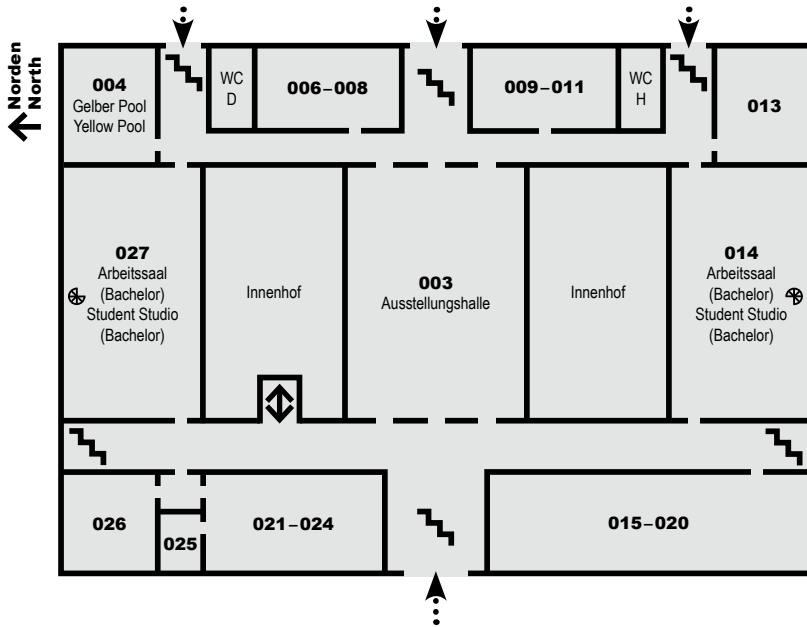 Norden
North
004
Gelber Pool
Yellow Pool
WC
D
006–008
009–011
WC
H
013
027
Arbeitssaal
(Bachelor)
Student Studio
(Bachelor)
Innenhof
003
Ausstellungshalle
Innenhof
014
Arbeitssaal
(Bachelor)
Student Studio
(Bachelor)
026
025
021–024
015–020